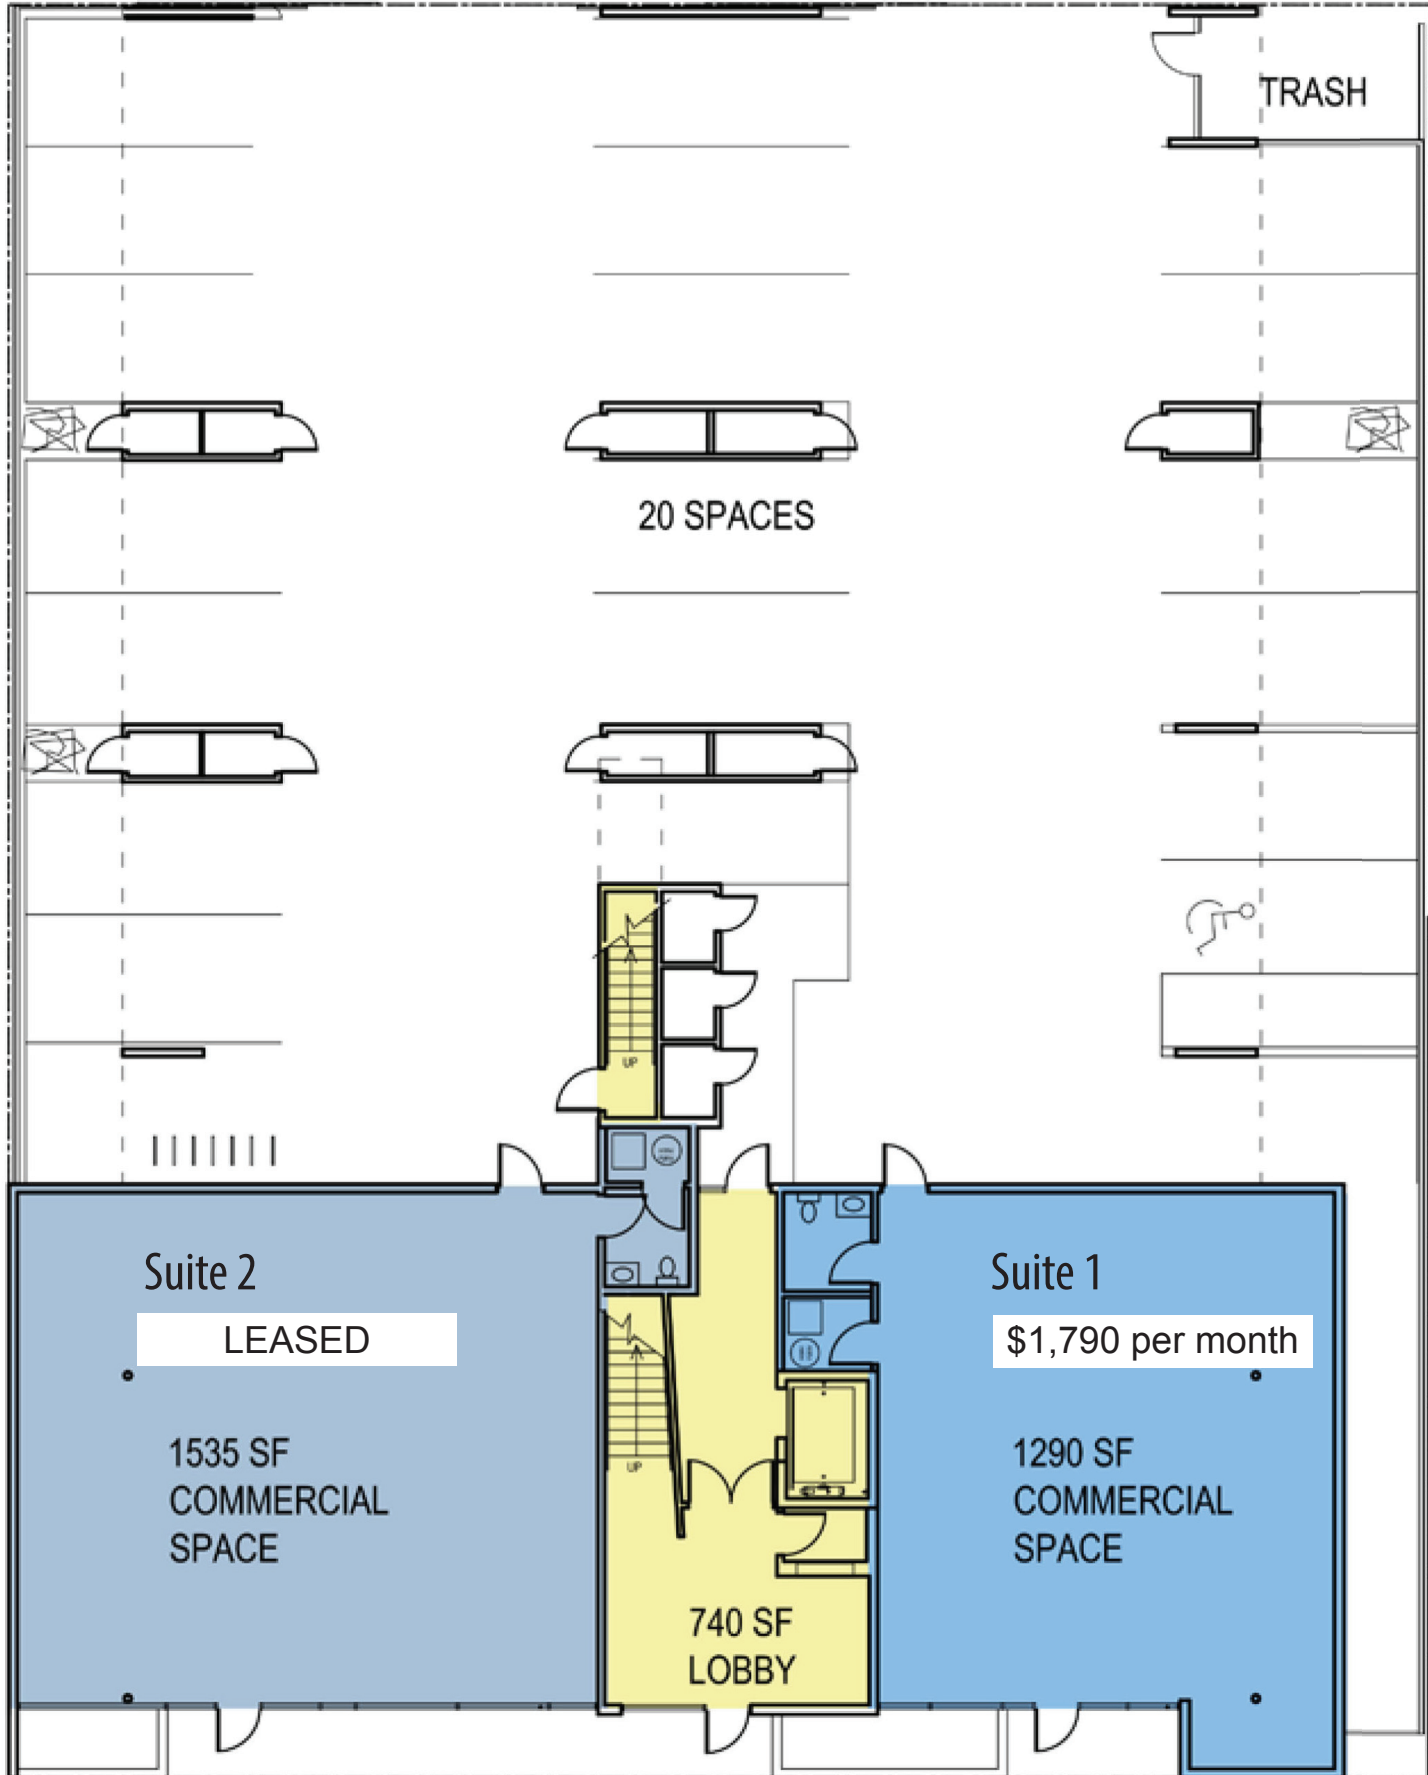 TRASH
20 SPACES
UP
Suite 2
LEASED
Suite 1
$1,790 per month
1535 SF
COMMERCIAL
SPACE
UP
1290 SF
COMMERCIAL
SPACE
740 SF
LOBBY